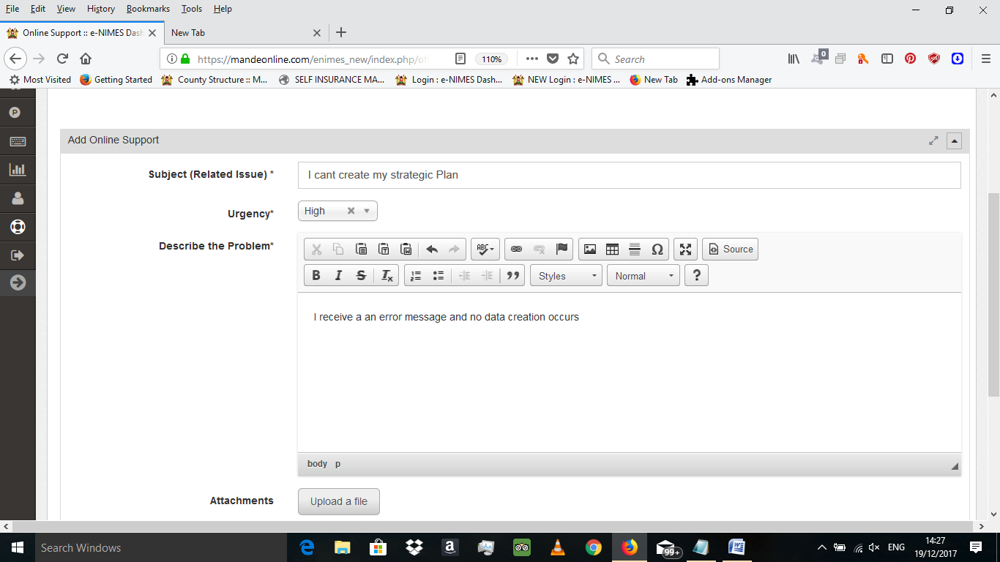 File Edit View History Bookmarks Tools Help
Online Support :: e-NIMES Dash
New Tab
https://mandeonline.com/enimes_new/index.php/of
110%
Search
0
Most Visited Getting Started County Structure :: M... SELF INSURANCE MA... Login : e-NIMES Dash... NEW Login : e-NIMES ... New Tab Add-ons Manager
Add Online Support
Subject (Related Issue) *
I cant create my strategic Plan
Urgency*
High
Describe the Problem*
ABC
Ω
Source
B I S Tx
Styles
Normal
?
I receive a an error message and no data creation occurs
body p
Attachments
Upload a file
Search Windows
99+
ENG
14:27
19/12/2017